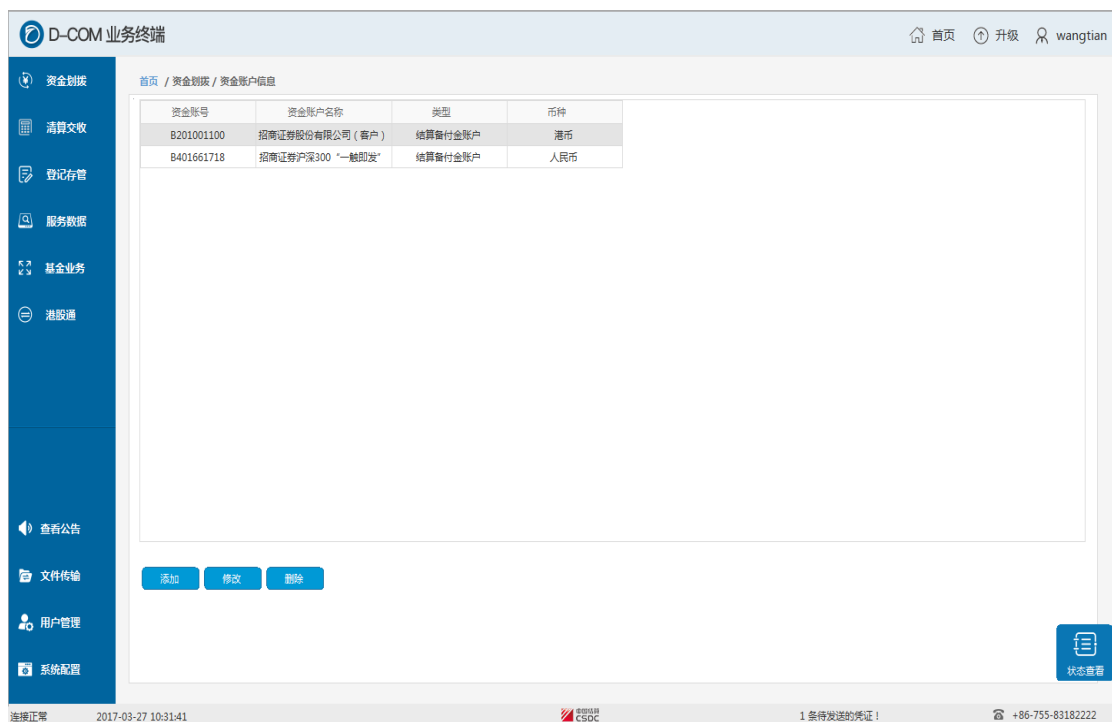 D-COM 业务终端
首页 升级 wangtian
资金划拨
清算交收
登记存管
服务数据
基金业务
港股通
查看公告
文件传输
用户管理
系统配置
首页 / 资金划拨 / 资金账户信息
资金账号 资金账户名称 类型 币种
B201001100 招商证券股份有限公司（客户） 结算备付金账户 港币
B401661718 招商证券沪深300“一触即发” 结算备付金账户 人民币
添加 修改 删除
状态查看
连接正常 2017-03-27 10:31:41 中国结算 CSDC 1 条待发送的凭证！ +86-755-83182222